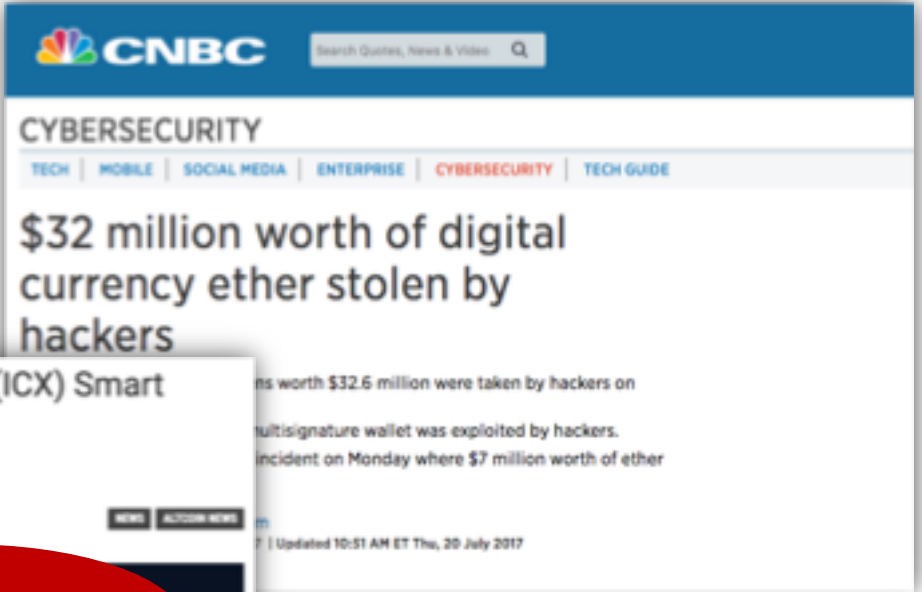 CNBC
Search Quotes, News & Video
CYBERSECURITY
TECH | MOBILE | SOCIAL MEDIA | ENTERPRISE | CYBERSECURITY | TECH GUIDE
$32 million worth of digital
currency ether stolen by
hackers
ns worth $32.6 million were taken by hackers on
multisignature wallet was exploited by hackers.
incident on Monday where $7 million worth of ether
m
7 | Updated 10:51 AM ET Thu, 20 July 2017
(ICX) Smart
NEWS ALTCOIN NEWS